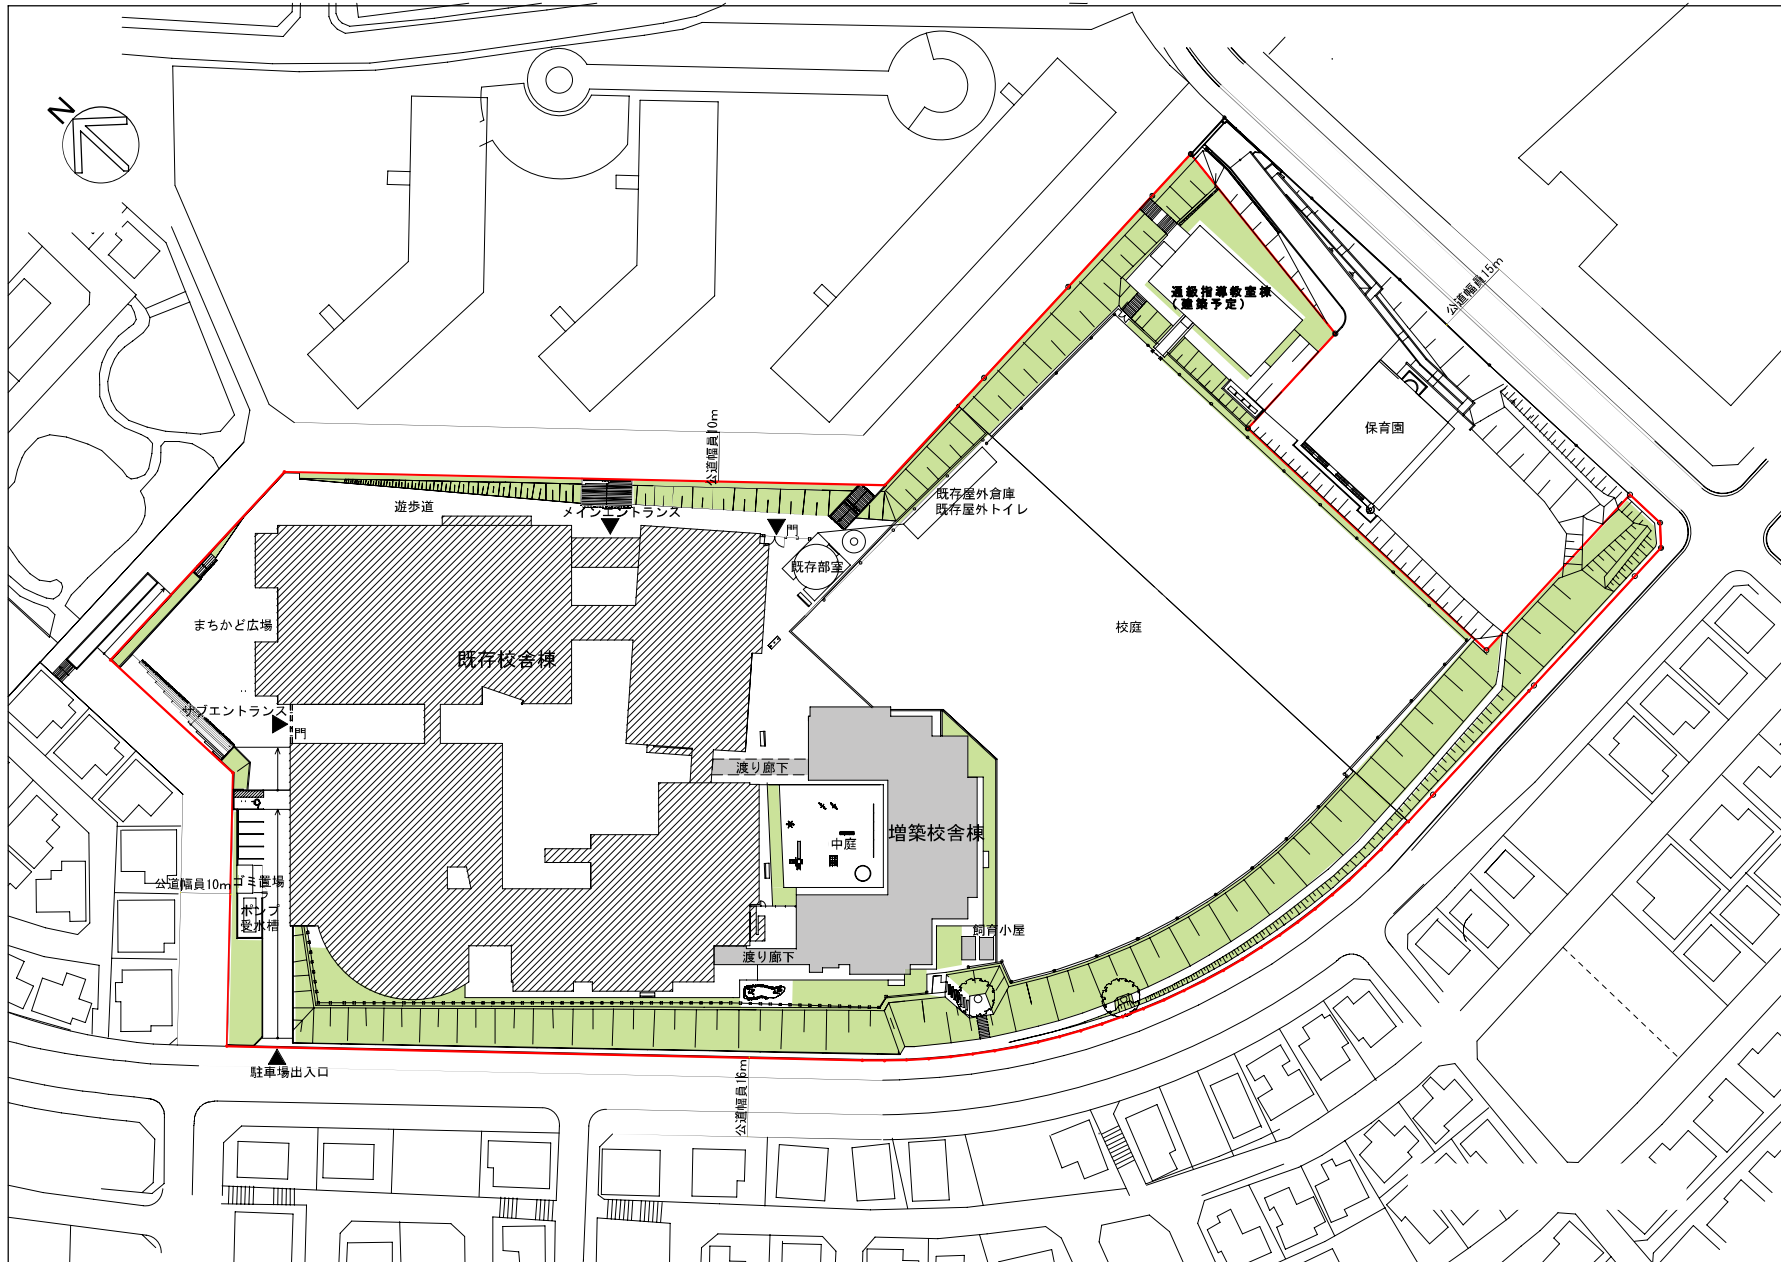 N
公道幅員15m
通級指導教室棟
(建築予定)
保育園
公道幅員10m
既存屋外倉庫
既存屋外トイレ
遊歩道
メインエントランス
門
既存部室
まちかど広場
校庭
既存校舎棟
サブエントランス
門
渡り廊下
増築校舎棟
中庭
公道幅員10m
ゴミ置場
ポンプ
受水槽
飼育小屋
渡り廊下
駐車場出入口
公道幅員16m